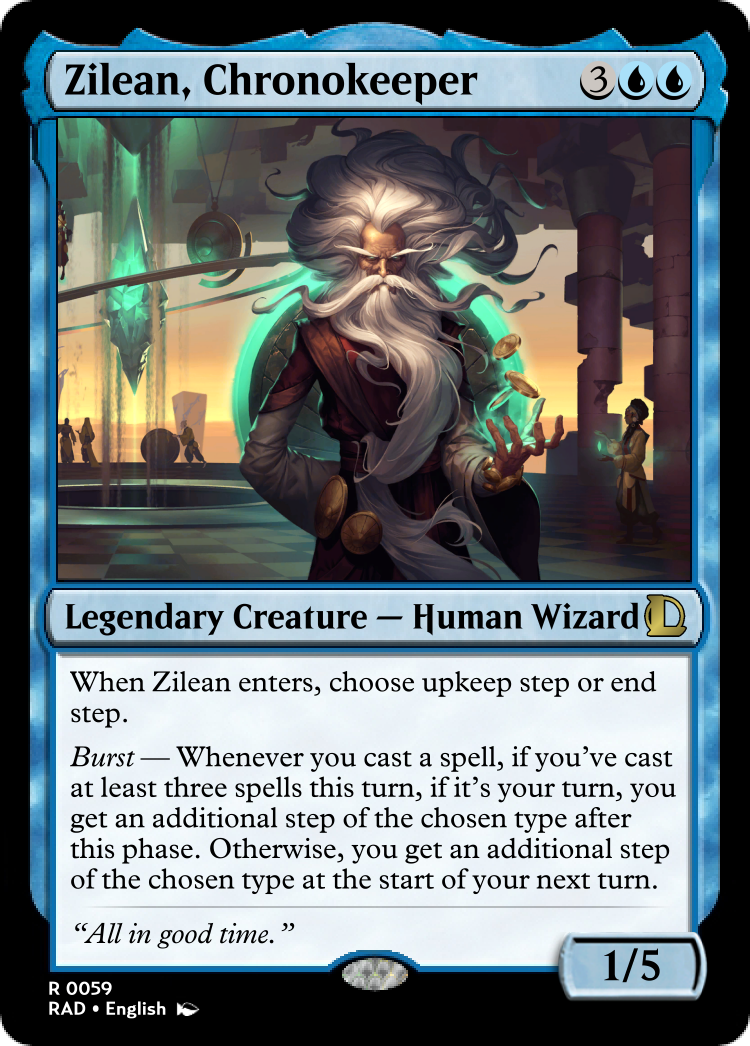 Zilean, Chronokeeper 3
Legendary Creature — Human Wizard
When Zilean enters, choose upkeep step or end
step.
Burst — Whenever you cast a spell, if you’ve cast
at least three spells this turn, if it’s your turn, you
get an additional step of the chosen type after
this phase. Otherwise, you get an additional step
of the chosen type at the start of your next turn.
“All in good time.”
1/5
R 0059
RAD • English